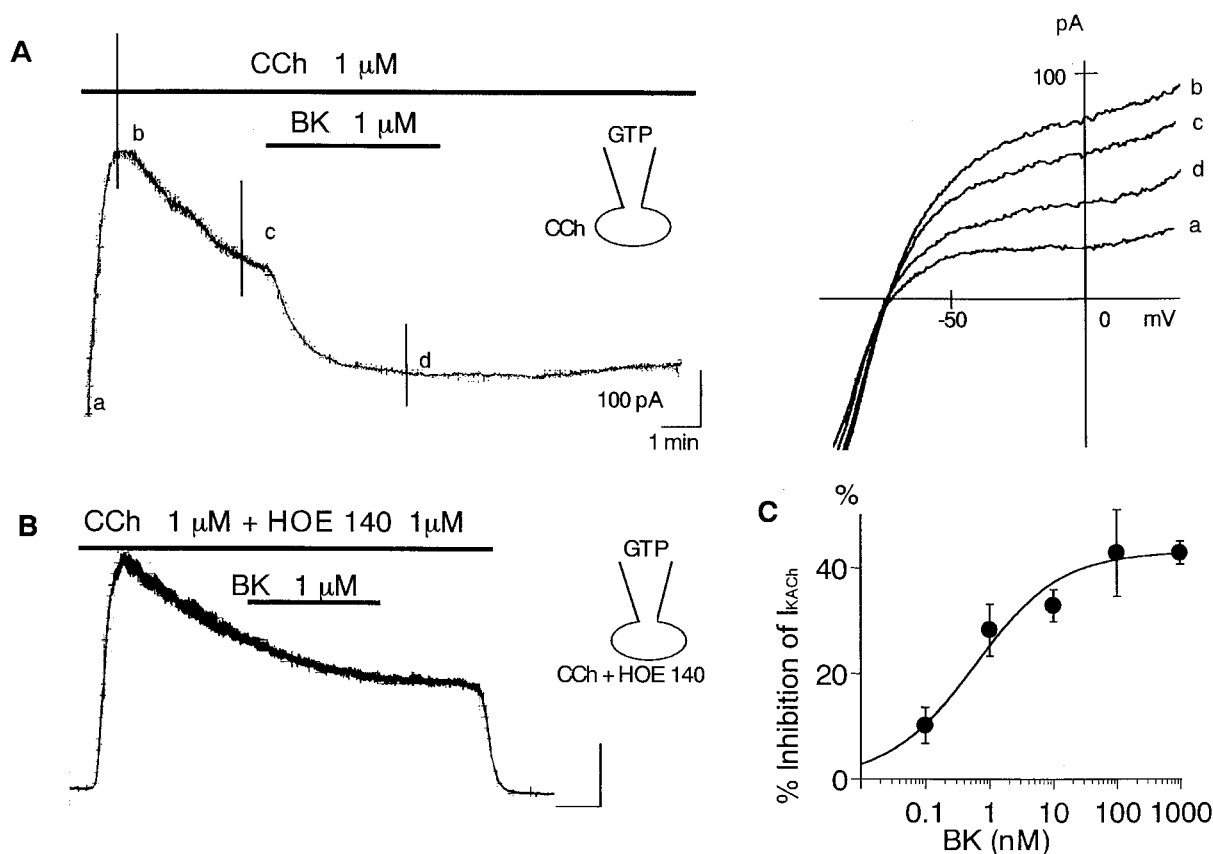 A
CCh 1 μM
BK 1 μM
b
c
d
a
GTP
CCh
100 pA
1 min
pA
100
b
c
d
a
-50
0
mV
B
CCh 1 μM + HOE 140 1μM
BK 1 μM
GTP
CCh + HOE 140
C
%
% Inhibition of IKACh
40
20
0
0.1 1 10 100 1000
BK (nM)